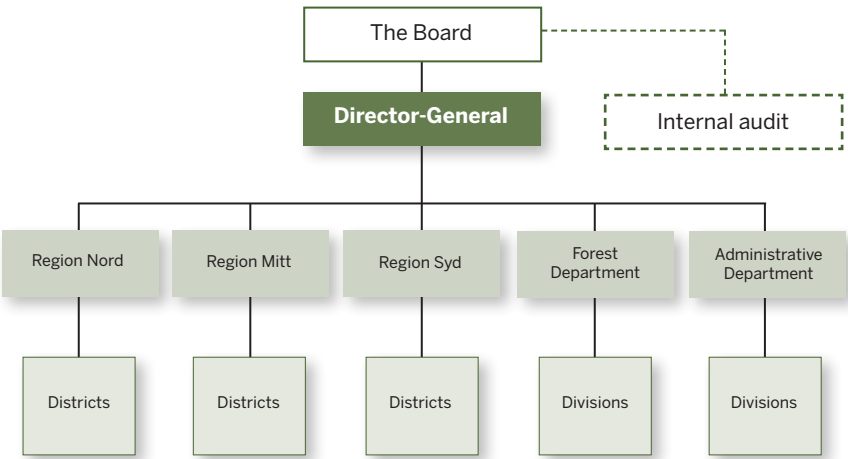 The Board
Director-General
Internal audit
Region Nord
Region Mitt
Region Syd
Forest
Department
Administrative
Department
Districts
Districts
Districts
Divisions
Divisions